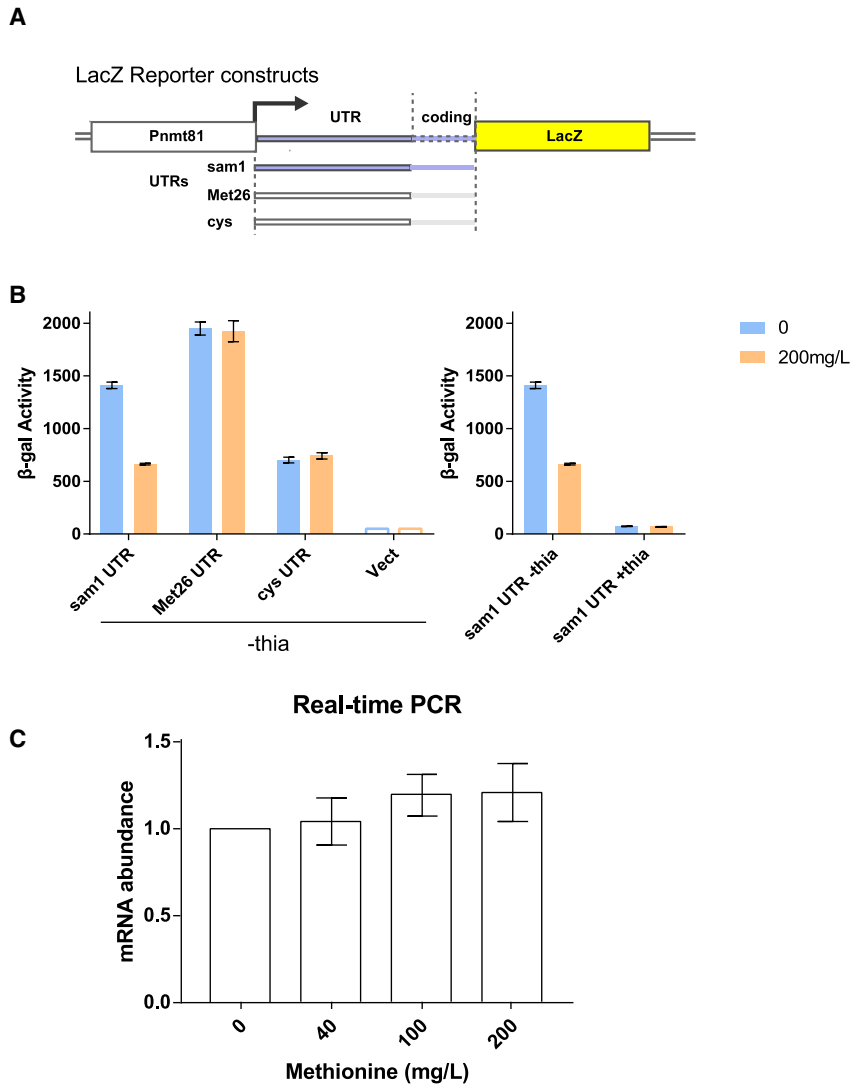 A
LacZ Reporter constructs
UTR
coding
Pnmt81
LacZ
UTRs
sam1
Met26
cys
B
β-gal Activity
2000
1500
1000
500
0
sam1 UTR
Met26 UTR
cys UTR
Vect
-thia
β-gal Activity
2000
1500
1000
500
0
sam1 UTR -thia
sam1 UTR +thia
0
200mg/L
C
Real-time PCR
mRNA abundance
1.5
1.0
0.5
0.0
0
40
100
200
Methionine (mg/L)